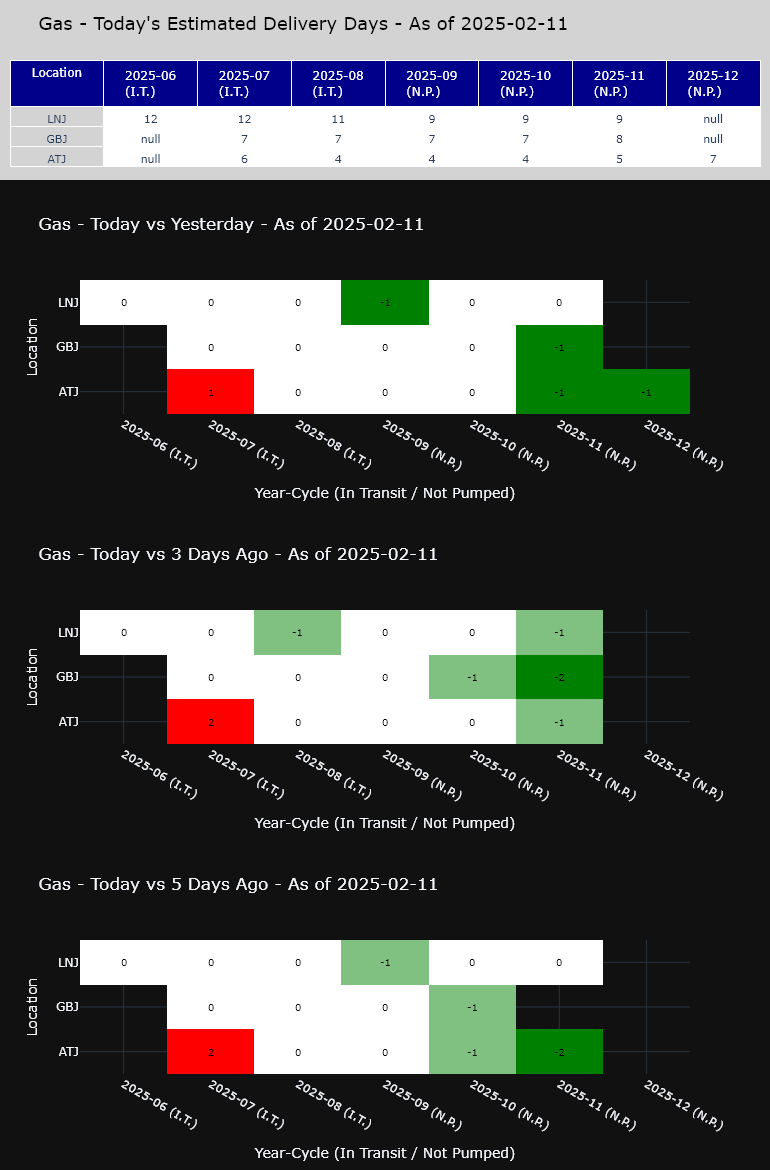 Gas - Today's Estimated Delivery Days - As of 2025-02-11
Location 2025-06 (I.T.) 2025-07 (I.T.) 2025-08 (I.T.) 2025-09 (N.P.) 2025-10 (N.P.) 2025-11 (N.P.) 2025-12 (N.P.)
LNJ 12 12 11 9 9 9 null
GBJ null 7 7 7 7 8 null
ATJ null 6 4 4 4 5 7
Gas - Today vs Yesterday - As of 2025-02-11
Location
LNJ 0 0 0 -1 0 0
GBJ 0 0 0 0 -1
ATJ 1 0 0 0 -1 -1
2025-06 (I.T.) 2025-07 (I.T.) 2025-08 (I.T.) 2025-09 (N.P.) 2025-10 (N.P.) 2025-11 (N.P.) 2025-12 (N.P.)
Year-Cycle (In Transit / Not Pumped)
Gas - Today vs 3 Days Ago - As of 2025-02-11
Location
LNJ 0 0 -1 0 0 -1
GBJ 0 0 0 -1 -2
ATJ 2 0 0 0 -1
2025-06 (I.T.) 2025-07 (I.T.) 2025-08 (I.T.) 2025-09 (N.P.) 2025-10 (N.P.) 2025-11 (N.P.) 2025-12 (N.P.)
Year-Cycle (In Transit / Not Pumped)
Gas - Today vs 5 Days Ago - As of 2025-02-11
Location
LNJ 0 0 0 -1 0 0
GBJ 0 0 0 -1
ATJ 2 0 0 -1 -2
2025-06 (I.T.) 2025-07 (I.T.) 2025-08 (I.T.) 2025-09 (N.P.) 2025-10 (N.P.) 2025-11 (N.P.) 2025-12 (N.P.)
Year-Cycle (In Transit / Not Pumped)